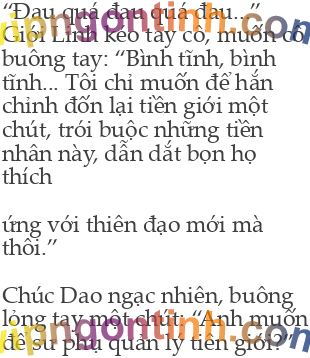 “Đau quá đau quá đau...”
Giới Linh kéo tay cô, muốn cô
buông tay: “Bình tĩnh, bình
tĩnh... Tôi chỉ muốn để hắn
chỉnh đốn lại tiền giới một
chút, trói buộc những tiền
nhân này, dẫn dắt bọn họ
thích
ứng với thiên đạo mới mà
thôi.”
Chúc Dao ngạc nhiên, buông
lỏng tay một chút: “Anh muốn
để sư phụ quản lý tiên giới?”
vipngontinh.com
vipngontinh.com